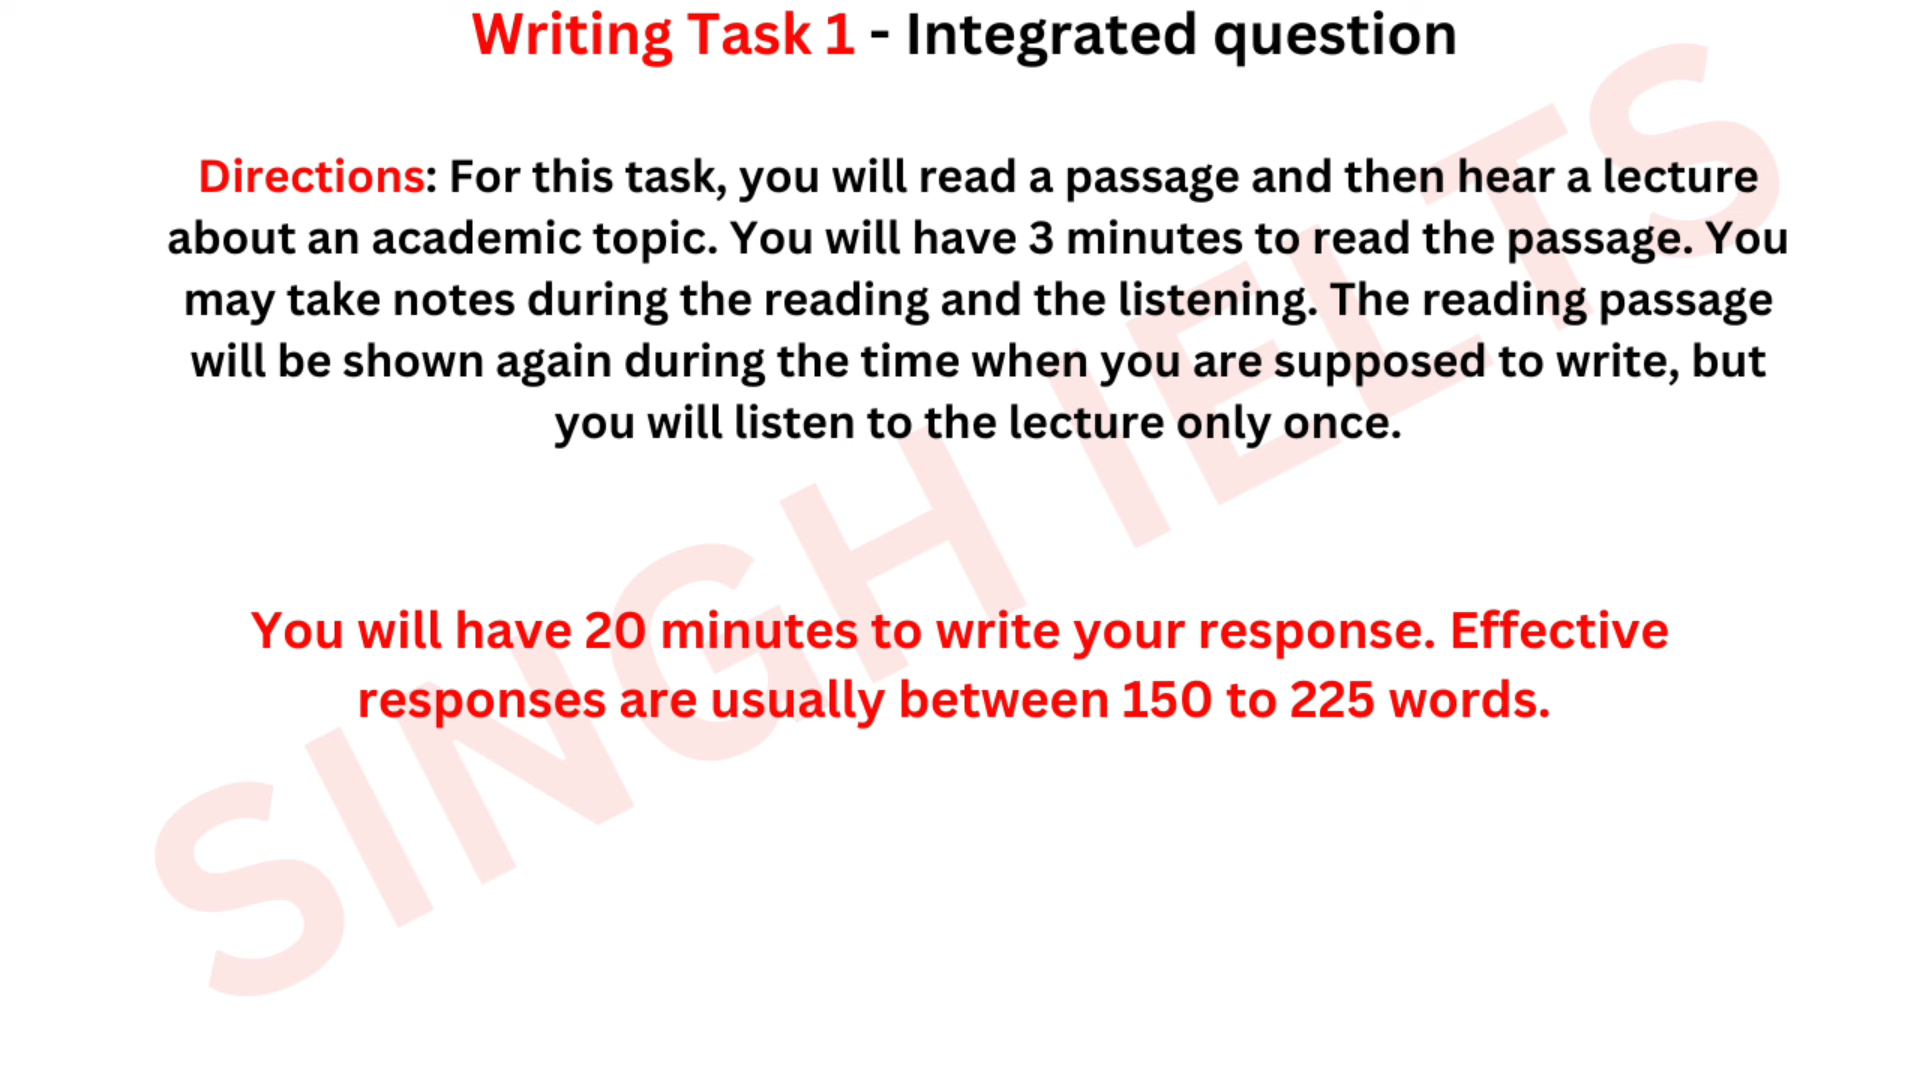 Writing Task 1 - Integrated question
Directions: For this task, you will read a passage and then hear a lecture
about an academic topic. You will have 3 minutes to read the passage. You
may take notes during the reading and the listening. The reading passage
will be shown again during the time when you are supposed to write, but
you will listen to the lecture only once.
You will have 20 minutes to write your response. Effective
responses are usually between 150 to 225 words.
SINGH IELTS